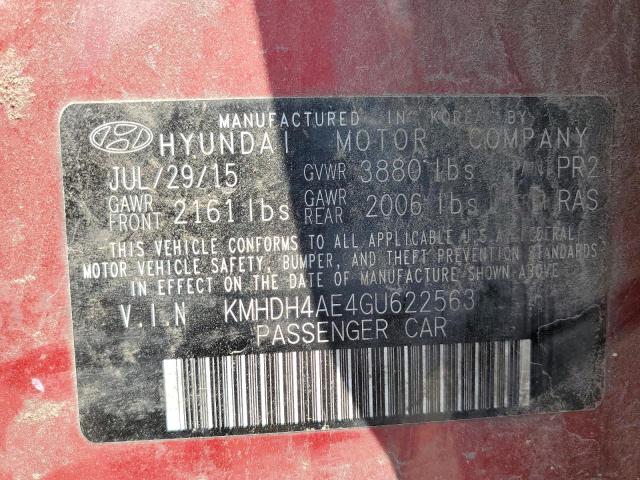 MANUFACTURED IN KOREA BY
HYUNDAI MOTOR COMPANY
JUL/29/15 GVWR 3880 lbs PAINT PR2
GAWR FRONT 2161 lbs GAWR REAR 2006 lbs RAS
THIS VEHICLE CONFORMS TO ALL APPLICABLE U.S.A FEDERAL
MOTOR VEHICLE SAFETY, BUMPER, AND THEFT PREVENTION STANDARDS
IN EFFECT ON THE DATE OF MANUFACTURE SHOWN ABOVE.
V.I.N KMHDH4AE4GU622563
PASSENGER CAR